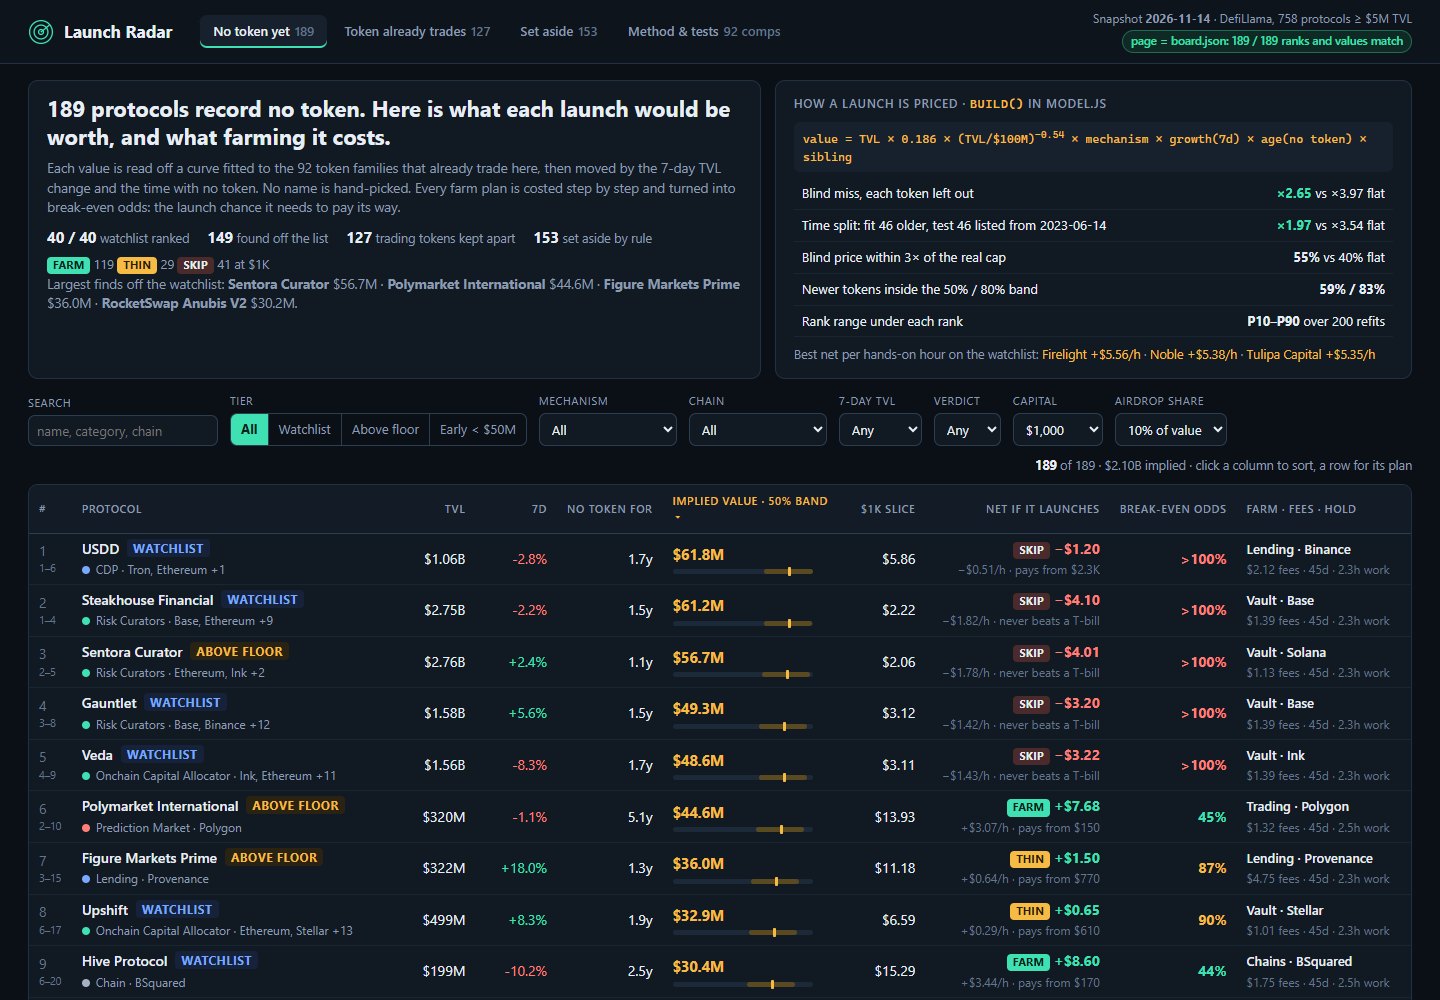 Launch Radar
No token yet 189
Token already trades 127
Set aside 153
Method & tests 92 comps
Snapshot 2026-11-14 · DefiLlama, 758 protocols ≥ $5M TVL
page = board.json: 189 / 189 ranks and values match
189 protocols record no token. Here is what each launch would be
worth, and what farming it costs.
Each value is read off a curve fitted to the 92 token families that already trade here, then moved by the 7-day TVL
change and the time with no token. No name is hand-picked. Every farm plan is costed step by step and turned into
break-even odds: the launch chance it needs to pay its way.
40 / 40 watchlist ranked 149 found off the list 127 trading tokens kept apart 153 set aside by rule
FARM 119 THIN 29 SKIP 41 at $1K
Largest finds off the watchlist: Sentora Curator $56.7M · Polymarket International $44.6M · Figure Markets Prime
$36.0M · RocketSwap Anubis V2 $30.2M.
HOW A LAUNCH IS PRICED · BUILD() IN MODEL.JS
value = TVL × 0.186 × (TVL/$100M)^−0.54 × mechanism × growth(7d) × age(no token) ×
sibling
Blind miss, each token left out ×2.65 vs ×3.97 flat
Time split: fit 46 older, test 46 listed from 2023-06-14 ×1.97 vs ×3.54 flat
Blind price within 3× of the real cap 55% vs 40% flat
Newer tokens inside the 50% / 80% band 59% / 83%
Rank range under each rank P10–P90 over 200 refits
Best net per hands-on hour on the watchlist: Firelight +$5.56/h · Noble +$5.38/h · Tulipa Capital +$5.35/h
SEARCH TIER MECHANISM CHAIN 7-DAY TVL VERDICT CAPITAL AIRDROP SHARE
name, category, chain All Watchlist Above floor Early < $50M All All Any Any $1,000 10% of value
189 of 189 · $2.10B implied · click a column to sort, a row for its plan
# PROTOCOL TVL 7D NO TOKEN FOR IMPLIED VALUE · 50% BAND $1K SLICE NET IF IT LAUNCHES BREAK-EVEN ODDS FARM · FEES · HOLD
1 USDD WATCHLIST $1.06B -2.8% 1.7y $61.8M $5.86 SKIP −$1.20 >100% Lending · Binance
1–6 CDP · Tron, Ethereum +1 −$0.51/h · pays from $2.3K $2.12 fees · 45d · 2.3h work
2 Steakhouse Financial WATCHLIST $2.75B -2.2% 1.5y $61.2M $2.22 SKIP −$4.10 >100% Vault · Base
1–4 Risk Curators · Base, Ethereum +9 −$1.82/h · never beats a T-bill $1.39 fees · 45d · 2.3h work
3 Sentora Curator ABOVE FLOOR $2.76B +2.4% 1.1y $56.7M $2.06 SKIP −$4.01 >100% Vault · Solana
2–5 Risk Curators · Ethereum, Ink +2 −$1.78/h · never beats a T-bill $1.13 fees · 45d · 2.3h work
4 Gauntlet WATCHLIST $1.58B +5.6% 1.5y $49.3M $3.12 SKIP −$3.20 >100% Vault · Base
3–8 Risk Curators · Base, Binance +12 −$1.42/h · never beats a T-bill $1.39 fees · 45d · 2.3h work
5 Veda WATCHLIST $1.56B -8.3% 1.7y $48.6M $3.11 SKIP −$3.22 >100% Vault · Ink
4–9 Onchain Capital Allocator · Ink, Ethereum +11 −$1.43/h · never beats a T-bill $1.39 fees · 45d · 2.3h work
6 Polymarket International ABOVE FLOOR $320M -1.1% 5.1y $44.6M $13.93 FARM +$7.68 45% Trading · Polygon
2–10 Prediction Market · Polygon +$3.07/h · pays from $150 $1.32 fees · 45d · 2.5h work
7 Figure Markets Prime ABOVE FLOOR $322M +18.0% 1.3y $36.0M $11.18 THIN +$1.50 87% Lending · Provenance
3–15 Lending · Provenance +$0.64/h · pays from $770 $4.75 fees · 45d · 2.3h work
8 Upshift WATCHLIST $499M +8.3% 1.9y $32.9M $6.59 THIN +$0.65 90% Vault · Stellar
6–17 Onchain Capital Allocator · Ethereum, Stellar +13 +$0.29/h · pays from $610 $1.01 fees · 45d · 2.3h work
9 Hive Protocol WATCHLIST $199M -10.2% 2.5y $30.4M $15.29 FARM +$8.60 44% Chains · BSquared
6–20 Chain · BSquared +$3.44/h · pays from $170 $1.75 fees · 45d · 2.5h work